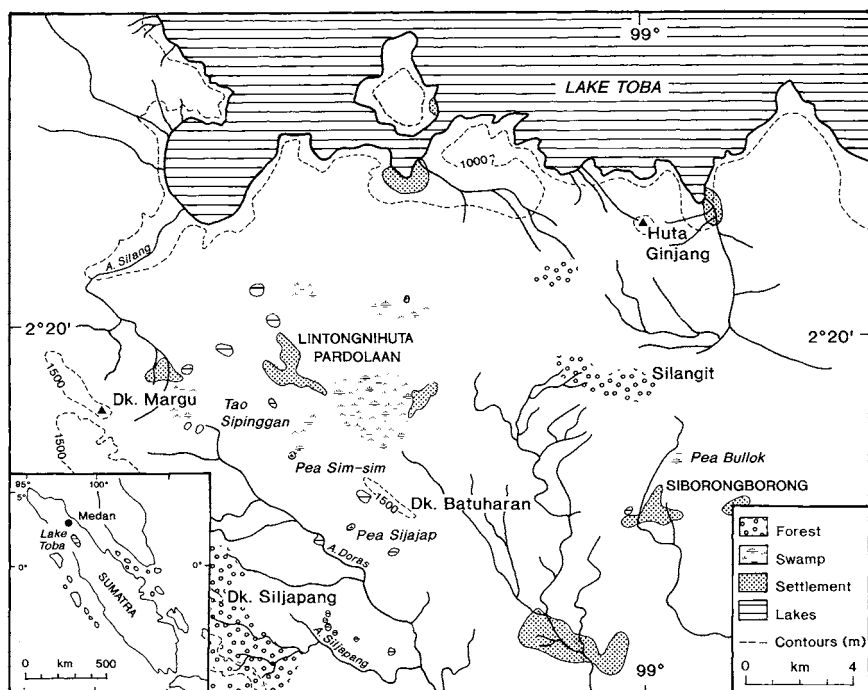 99°
LAKE TOBA
1000
Huta
Ginjang
A. Silang
2°20'
2°20'
LINTONGNIHUTA
PARDOLAAN
1500
Silangit
Dk. Margu
Tao
Sipinggan
1500
Pea Sim-sim
Pea Bullok
SIBORONGBORONG
1500
Dk. Batuharan
Pea Sijajap
A. Doras
Dk. Siljapang
A. Siljapang
99°
95°
100°
5°
Medan
Lake
Toba
0°
0°
SUMATRA
0 km 500
Forest
Swamp
Settlement
Lakes
Contours (m)
0 km 4